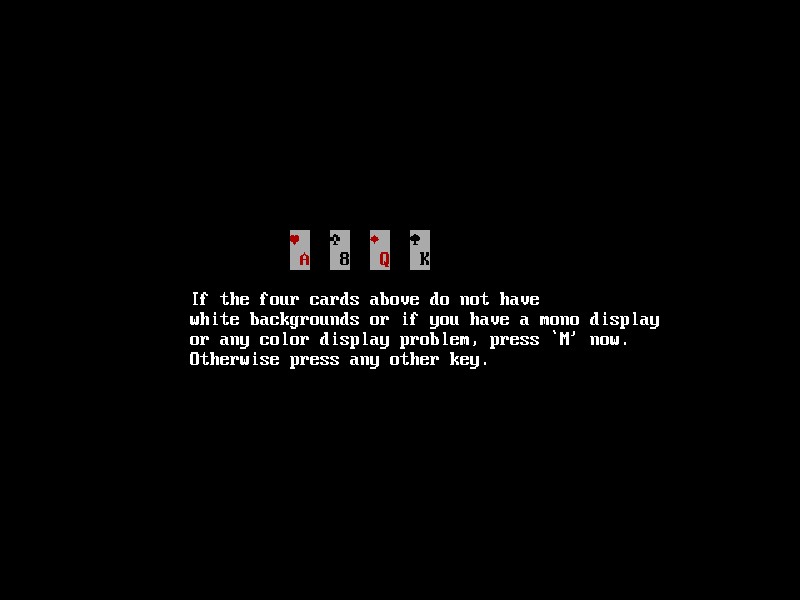 ♥ ♣ ♦ ♠
A 8 Q K
If the four cards above do not have
white backgrounds or if you have a mono display
or any color display problem, press `M' now.
Otherwise press any other key.